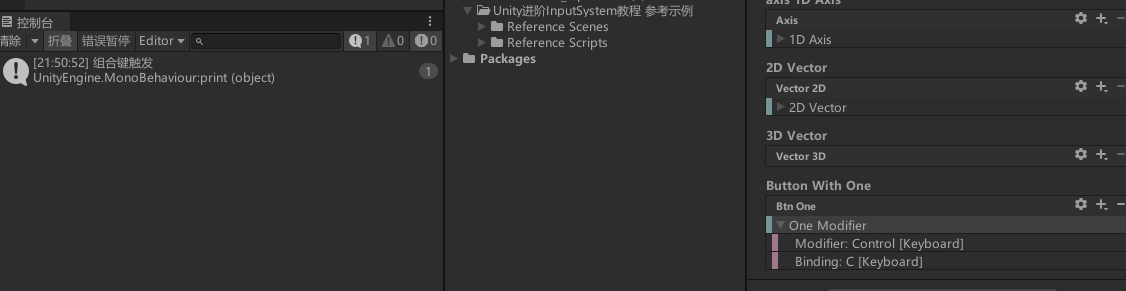 控制台
清除 折叠 错误暂停 Editor 1 0 0
[21:50:52] 组合键触发
UnityEngine.MonoBehaviour:print (object)
1
Unity进阶InputSystem教程 参考示例
Reference Scenes
Reference Scripts
Packages
axis 1D Axis
Axis
1D Axis
2D Vector
Vector 2D
2D Vector
3D Vector
Vector 3D
Button With One
Btn One
One Modifier
Modifier: Control [Keyboard]
Binding: C [Keyboard]